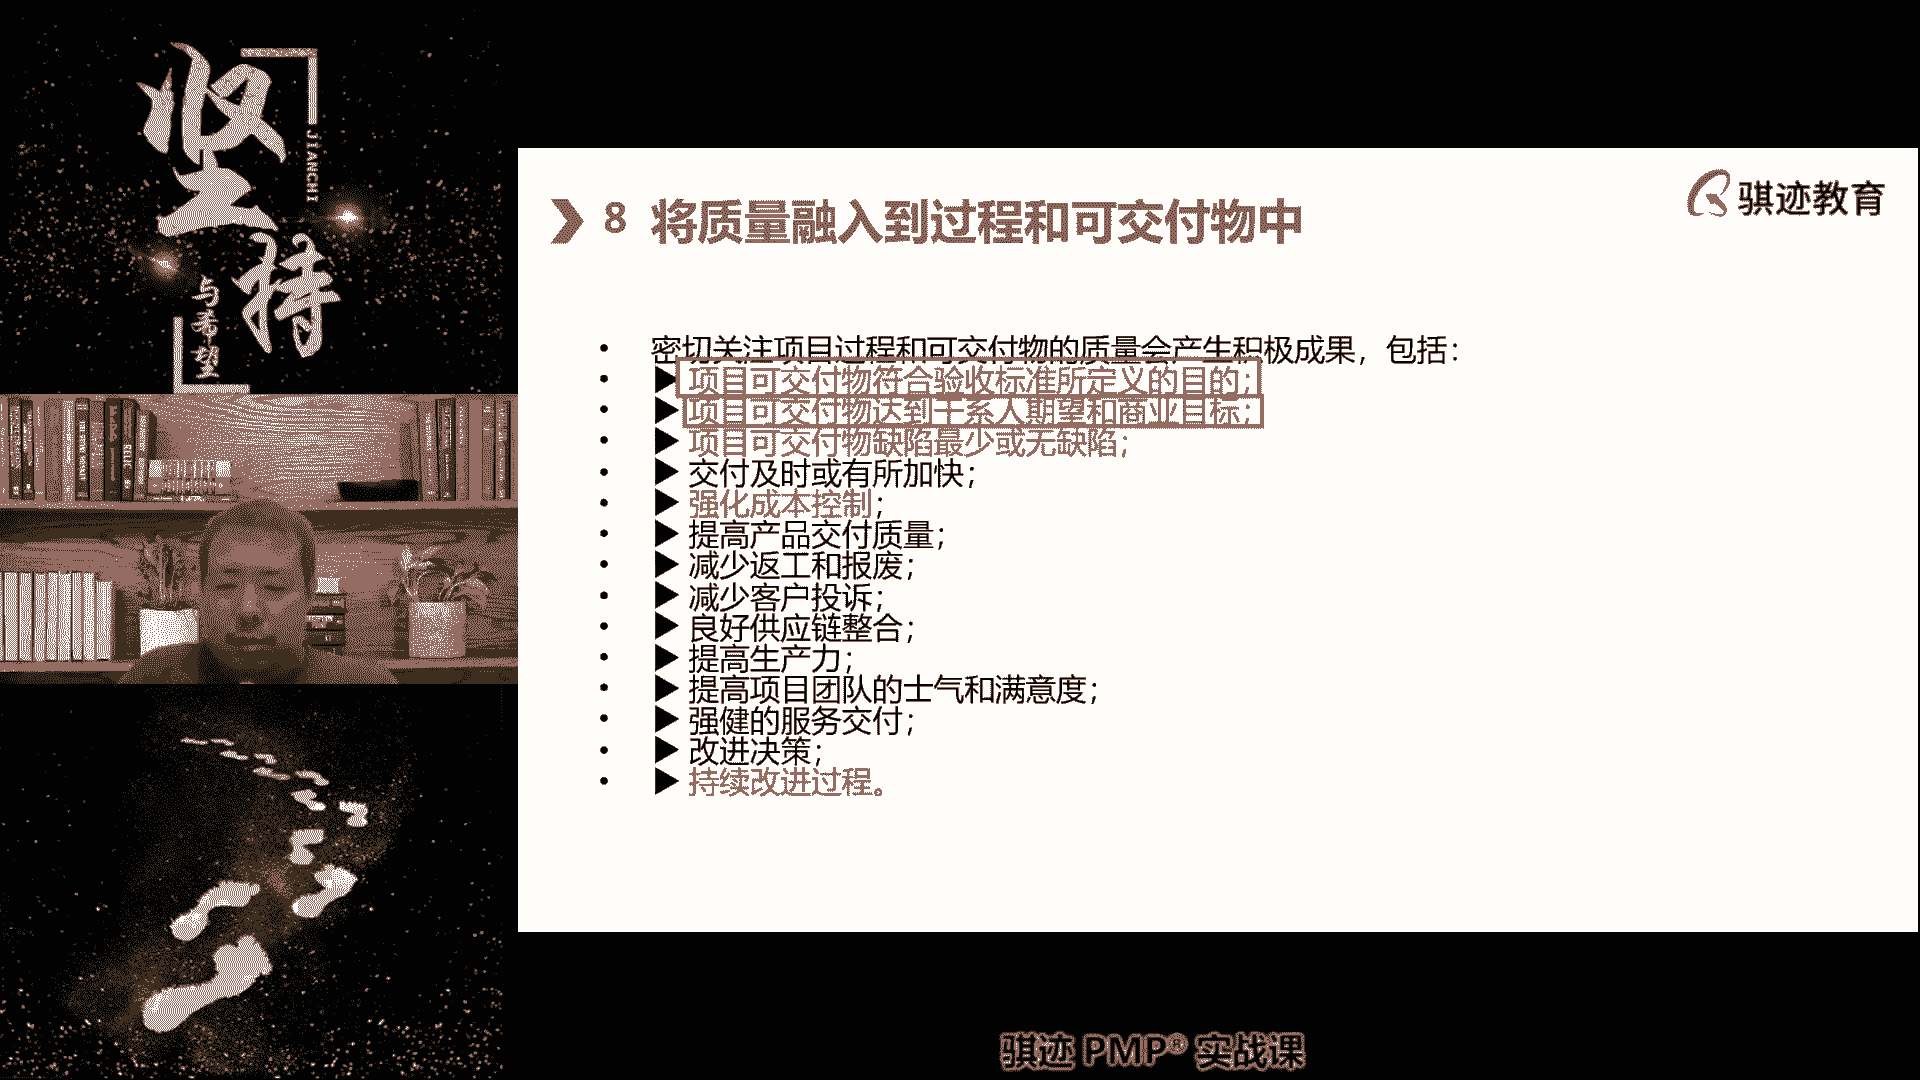 坚持
JIANCHI
与希望
8 将质量融入到过程和可交付物中
骐迹教育
• 密切关注项目过程和可交付物的质量会产生积极成果，包括：
• ▶ 项目可交付物符合验收标准所定义的目的；
• ▶ 项目可交付物达到干系人期望和商业目标；
• ▶ 项目可交付物缺陷最少或无缺陷；
• ▶ 交付及时或有所加快；
• ▶ 强化成本控制；
• ▶ 提高产品交付质量；
• ▶ 减少返工和报废；
• ▶ 减少客户投诉；
• ▶ 良好供应链整合；
• ▶ 提高生产力；
• ▶ 提高项目团队的士气和满意度；
• ▶ 强健的服务交付；
• ▶ 改进决策；
• ▶ 持续改进过程。
骐迹 PMP® 实战课